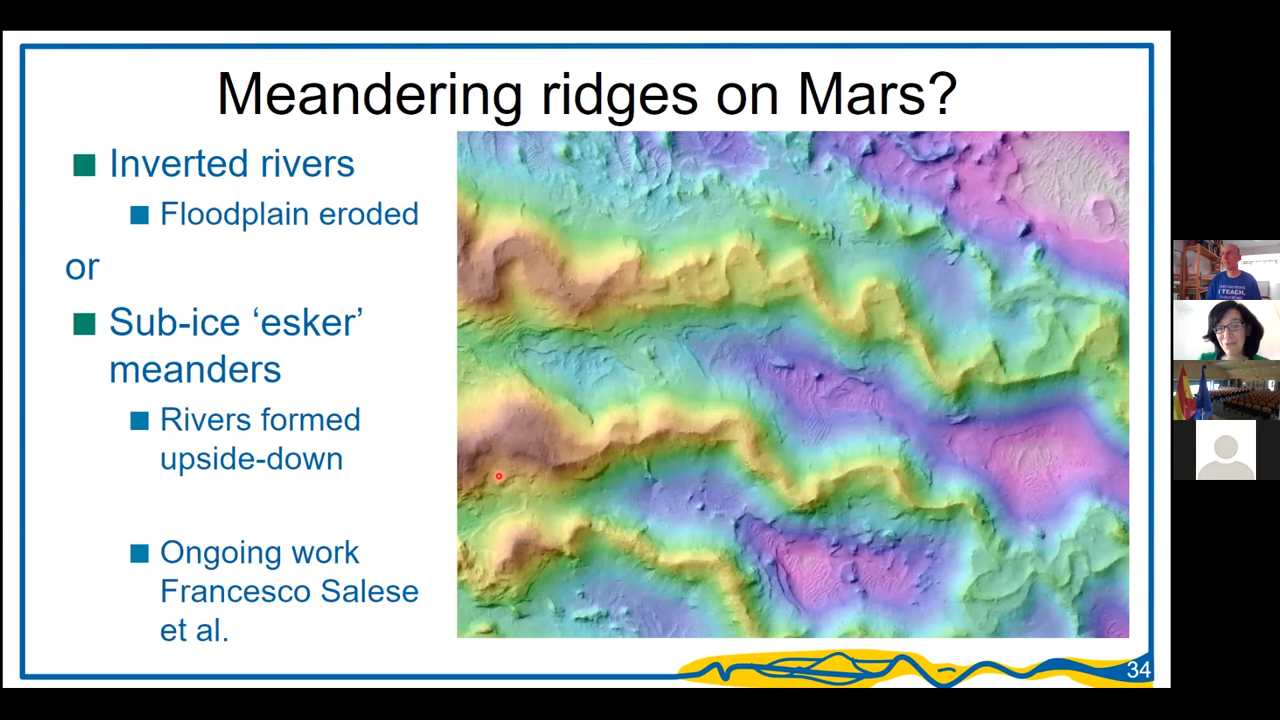 Meandering ridges on Mars?
Inverted rivers
Floodplain eroded
or
Sub-ice ‘esker’
meanders
Rivers formed
upside-down
Ongoing work
Francesco Salese
et al.
34
I TEACH.